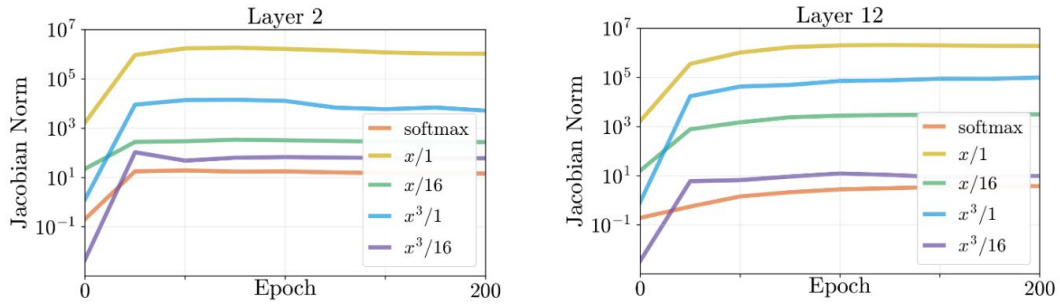 Layer 2
Jacobian Norm
10^7
10^5
10^3
10^1
10^−1
softmax
x/1
x/16
x^3/1
x^3/16
0
Epoch
200
Layer 12
Jacobian Norm
10^7
10^5
10^3
10^1
10^−1
softmax
x/1
x/16
x^3/1
x^3/16
0
Epoch
200